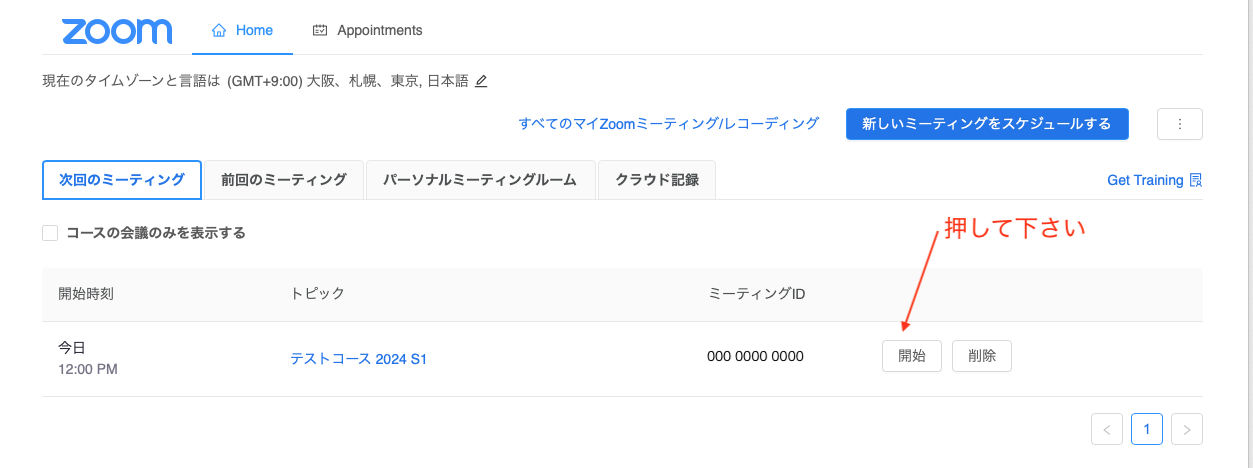 zoom Home Appointments
現在のタイムゾーンと言語は (GMT+9:00) 大阪、札幌、東京, 日本語
すべてのマイZoomミーティング/レコーディング 新しいミーティングをスケジュールする
次回のミーティング 前回のミーティング パーソナルミーティングルーム クラウド記録 Get Training
押して下さい
コースの会議のみを表示する
開始時刻 トピック ミーティングID
今日
12:00 PM テストコース 2024 S1 000 0000 0000 開始 削除
< 1 >